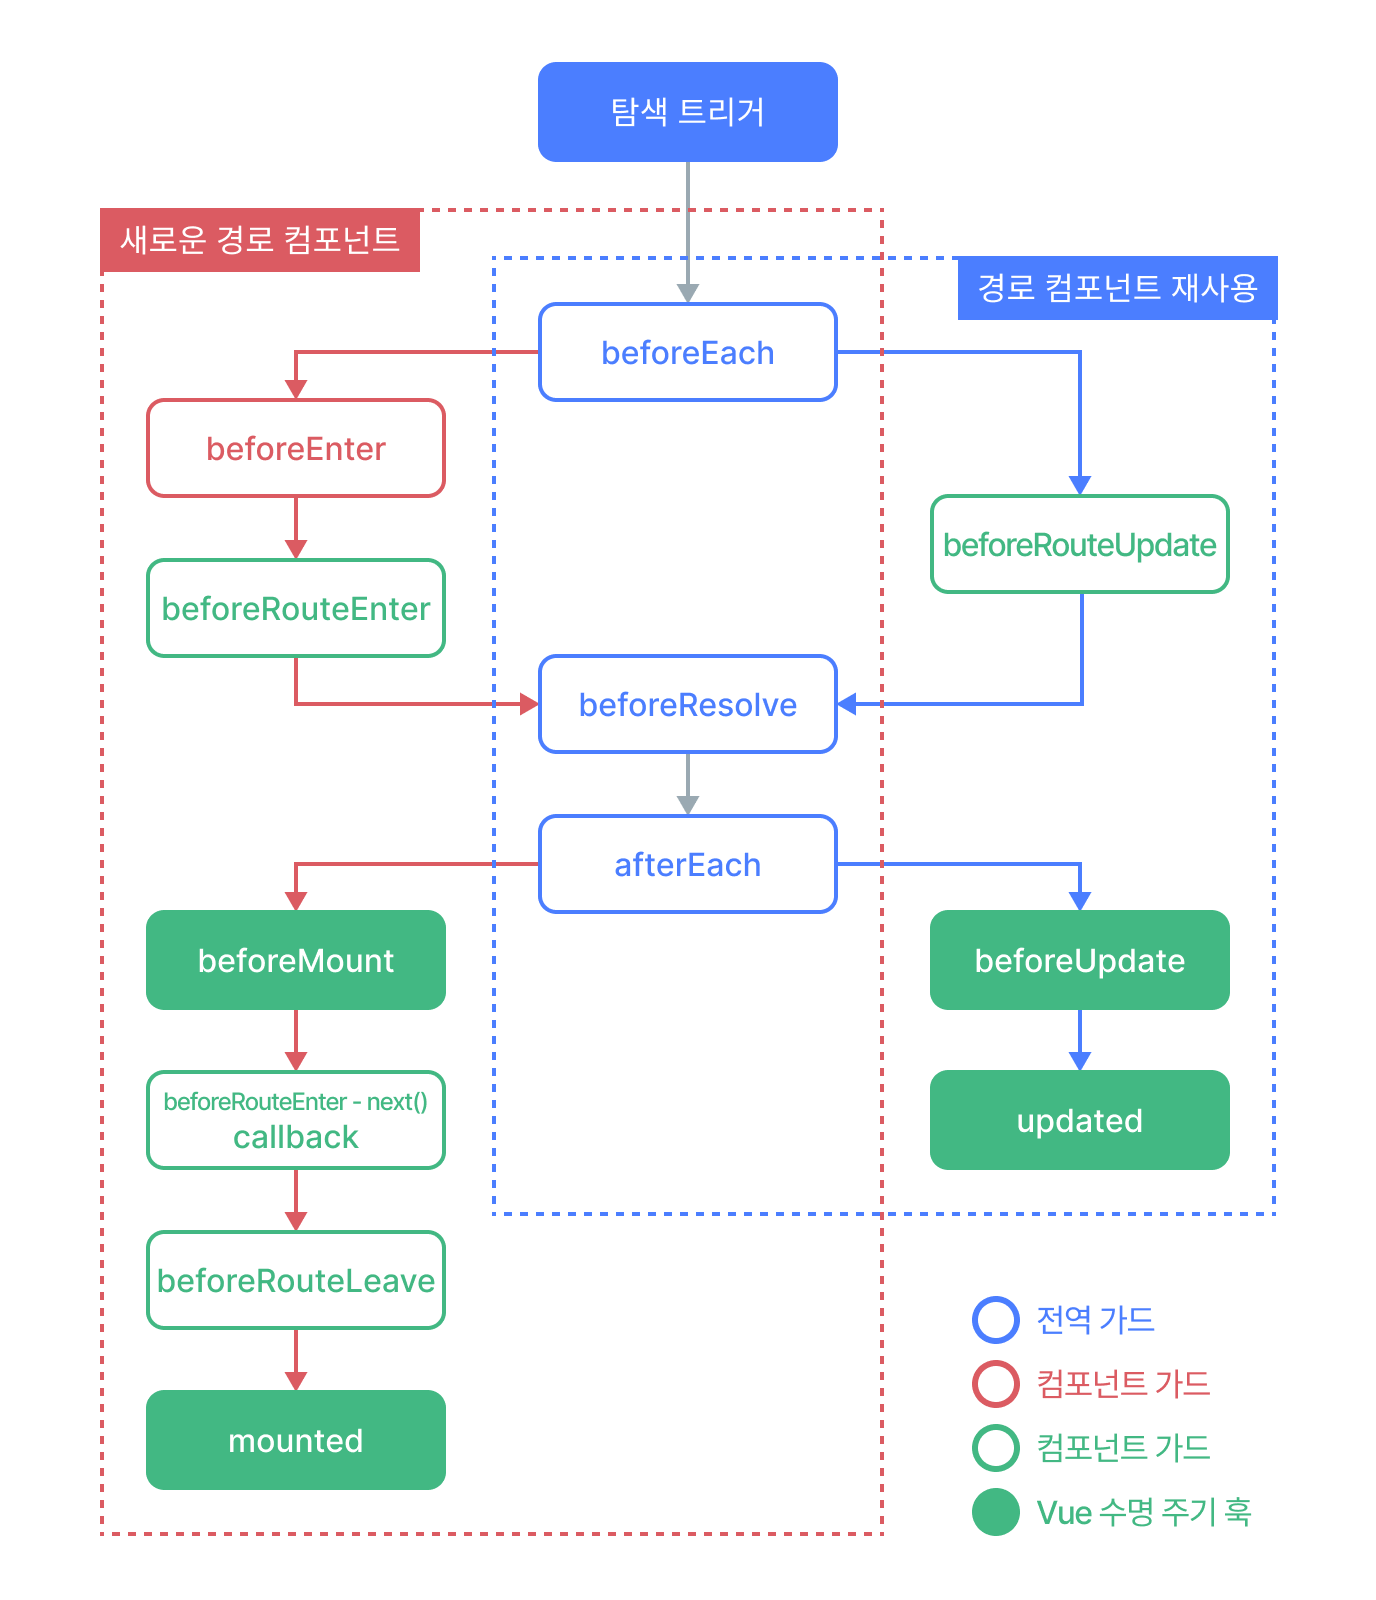 탐색 트리거
새로운 경로 컴포넌트
경로 컴포넌트 재사용
beforeEach
beforeEnter
beforeRouteUpdate
beforeRouteEnter
beforeResolve
afterEach
beforeMount
beforeUpdate
beforeRouteEnter - next()
callback
updated
beforeRouteLeave
mounted
전역 가드
컴포넌트 가드
컴포넌트 가드
Vue 수명 주기 훅